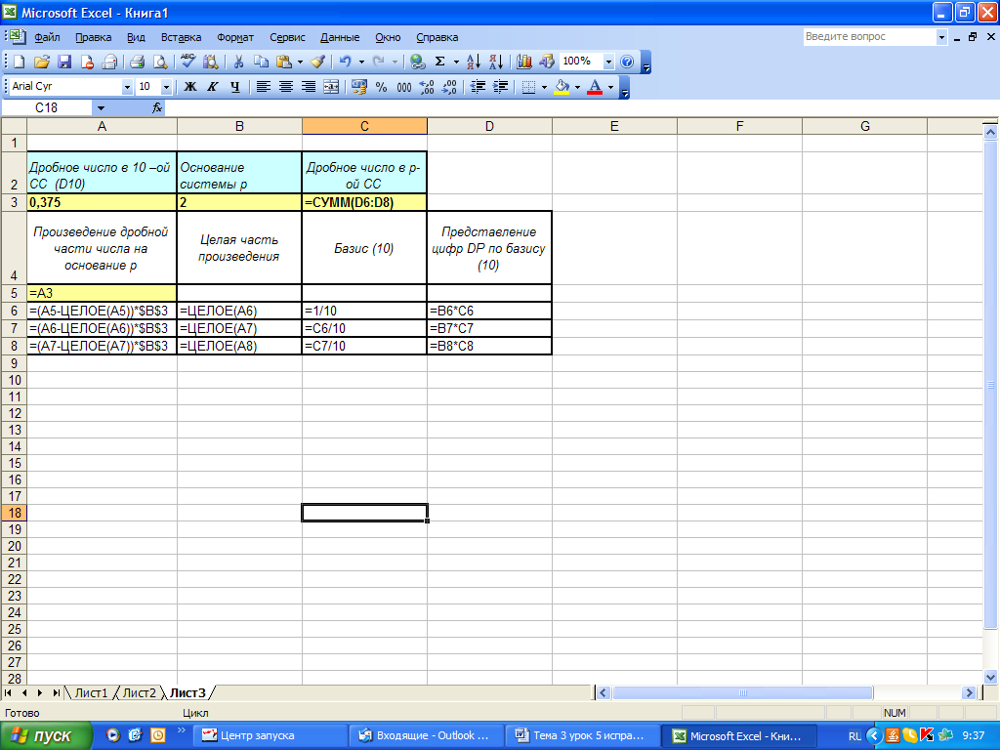 Microsoft Excel - Книга1
Файл Правка Вид Вставка Формат Сервис Данные Окно Справка Введите вопрос
100%
Arial Cyr 10 Ж К Ч % 000
C18 fx
A B C D E F G
1
2 Дробное число в 10 –ой СС (D10) Основание системы p Дробное число в p-ой СС
3 0,375 2 =СУММ(D6:D8)
4 Произведение дробной части числа на основание p Целая часть произведения Базис (10) Представление цифр DP по базису (10)
5 =A3
6 =(A5-ЦЕЛОЕ(A5))*$B$3 =ЦЕЛОЕ(A6) =1/10 =B6*C6
7 =(A6-ЦЕЛОЕ(A6))*$B$3 =ЦЕЛОЕ(A7) =C6/10 =B7*C7
8 =(A7-ЦЕЛОЕ(A7))*$B$3 =ЦЕЛОЕ(A8) =C7/10 =B8*C8
9
10
11
12
13
14
15
16
17
18
19
20
21
22
23
24
25
26
27
28
Лист1 Лист2 Лист3
Готово Цикл NUM
пуск Центр запуска Входящие - Outlook ... Тема 3 урок 5 испра... Microsoft Excel - Кни... RL 9:37